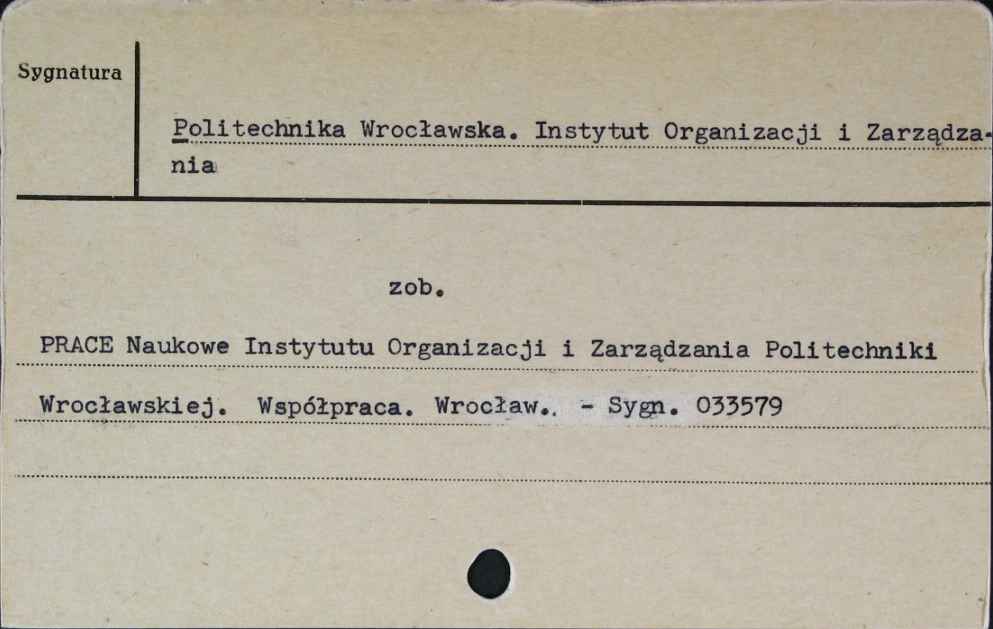 Sygnatura
Politechnika Wrocławska. Instytut Organizacji i Zarządza-
nia
zob.
PRACE Naukowe Instytutu Organizacji i Zarządzania Politechniki
Wrocławskiej. Współpraca. Wrocław.. - Sygn. 033579